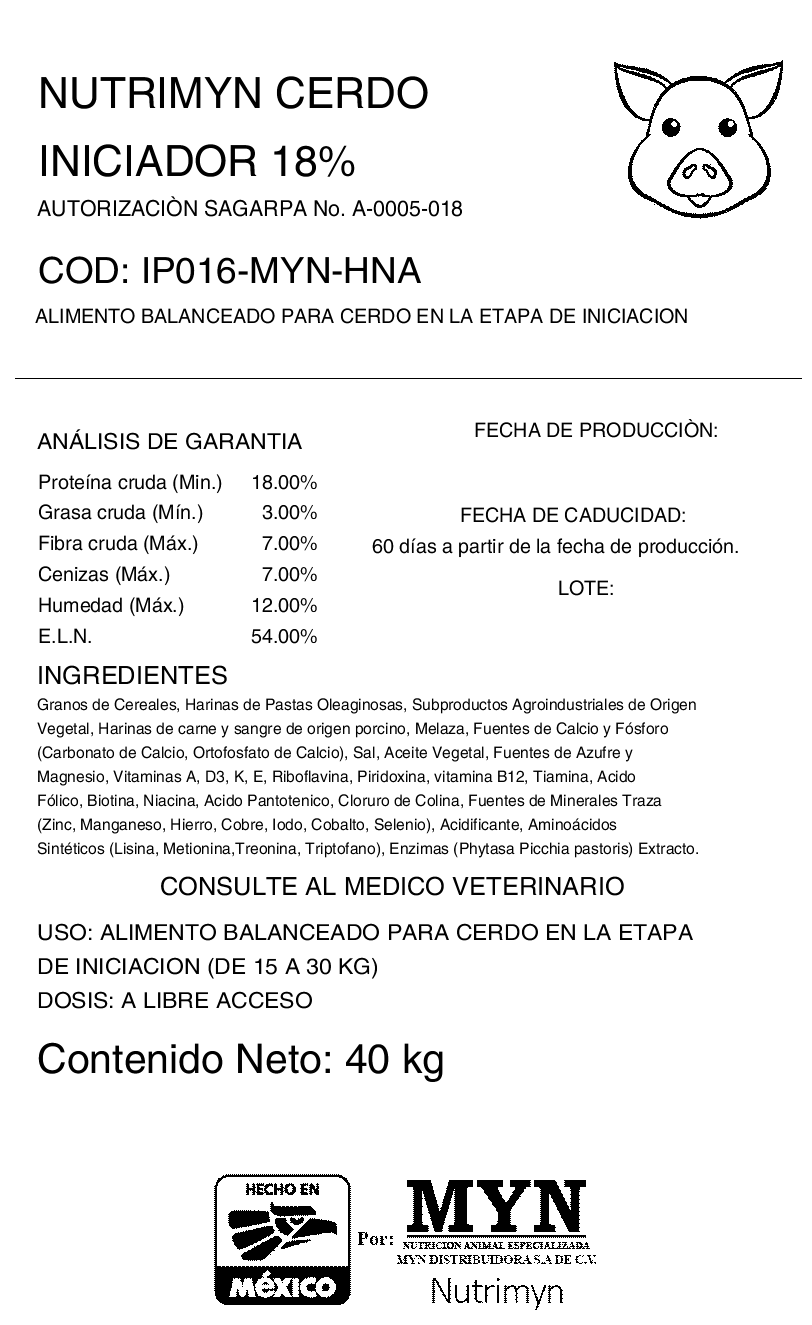 NUTRIMYN CERDO
INICIADOR 18%
AUTORIZACIÒN SAGARPA No. A-0005-018
COD: IP016-MYN-HNA
ALIMENTO BALANCEADO PARA CERDO EN LA ETAPA DE INICIACION
ANÁLISIS DE GARANTIA
Proteína cruda (Min.) 18.00%
Grasa cruda (Mín.) 3.00%
Fibra cruda (Máx.) 7.00%
Cenizas (Máx.) 7.00%
Humedad (Máx.) 12.00%
E.L.N. 54.00%
FECHA DE PRODUCCIÒN:
FECHA DE CADUCIDAD:
60 días a partir de la fecha de producción.
LOTE:
INGREDIENTES
Granos de Cereales, Harinas de Pastas Oleaginosas, Subproductos Agroindustriales de Origen
Vegetal, Harinas de carne y sangre de origen porcino, Melaza, Fuentes de Calcio y Fósforo
(Carbonato de Calcio, Ortofosfato de Calcio), Sal, Aceite Vegetal, Fuentes de Azufre y
Magnesio, Vitaminas A, D3, K, E, Riboflavina, Piridoxina, vitamina B12, Tiamina, Acido
Fólico, Biotina, Niacina, Acido Pantotenico, Cloruro de Colina, Fuentes de Minerales Traza
(Zinc, Manganeso, Hierro, Cobre, Iodo, Cobalto, Selenio), Acidificante, Aminoácidos
Sintéticos (Lisina, Metionina,Treonina, Triptofano), Enzimas (Phytasa Picchia pastoris) Extracto.
CONSULTE AL MEDICO VETERINARIO
USO: ALIMENTO BALANCEADO PARA CERDO EN LA ETAPA
DE INICIACION (DE 15 A 30 KG)
DOSIS: A LIBRE ACCESO
Contenido Neto: 40 kg
HECHO EN
MéXICO
Por:
MYN
NUTRICION ANIMAL ESPECIALIZADA
MYN DISTRIBUIDORA S.A DE C.V.
Nutrimyn